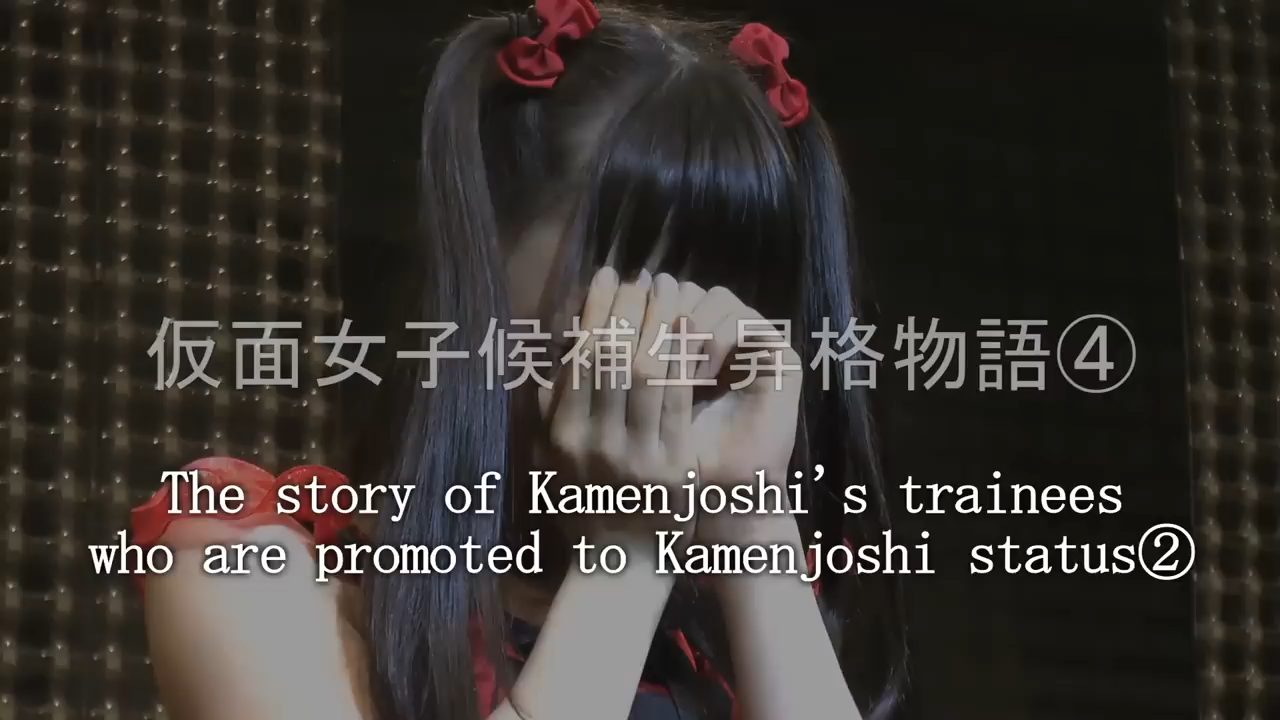 仮面女子候補生昇格物語④
The story of Kamenjoshi's trainees
who are promoted to Kamenjoshi status②